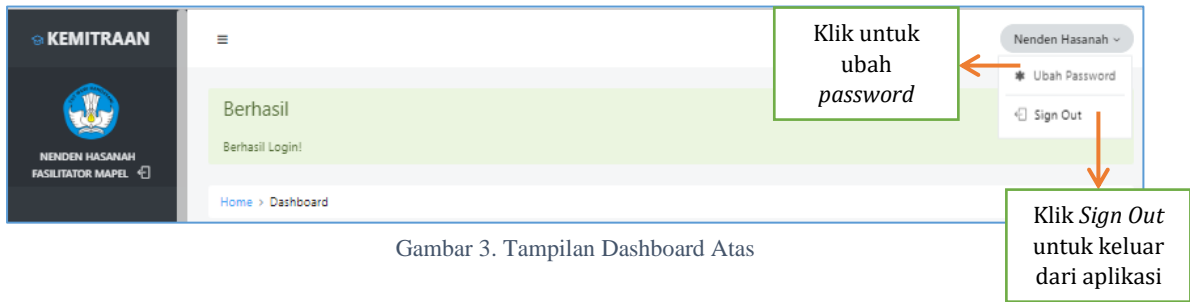 KEMITRAAN
NENDEN HASANAH
FASILITATOR MAPEL
Berhasil
Berhasil Login!
Home > Dashboard
Klik untuk
ubah
password
Nenden Hasanah
Ubah Password
Sign Out
Klik Sign Out
untuk keluar
dari aplikasi
Gambar 3. Tampilan Dashboard Atas